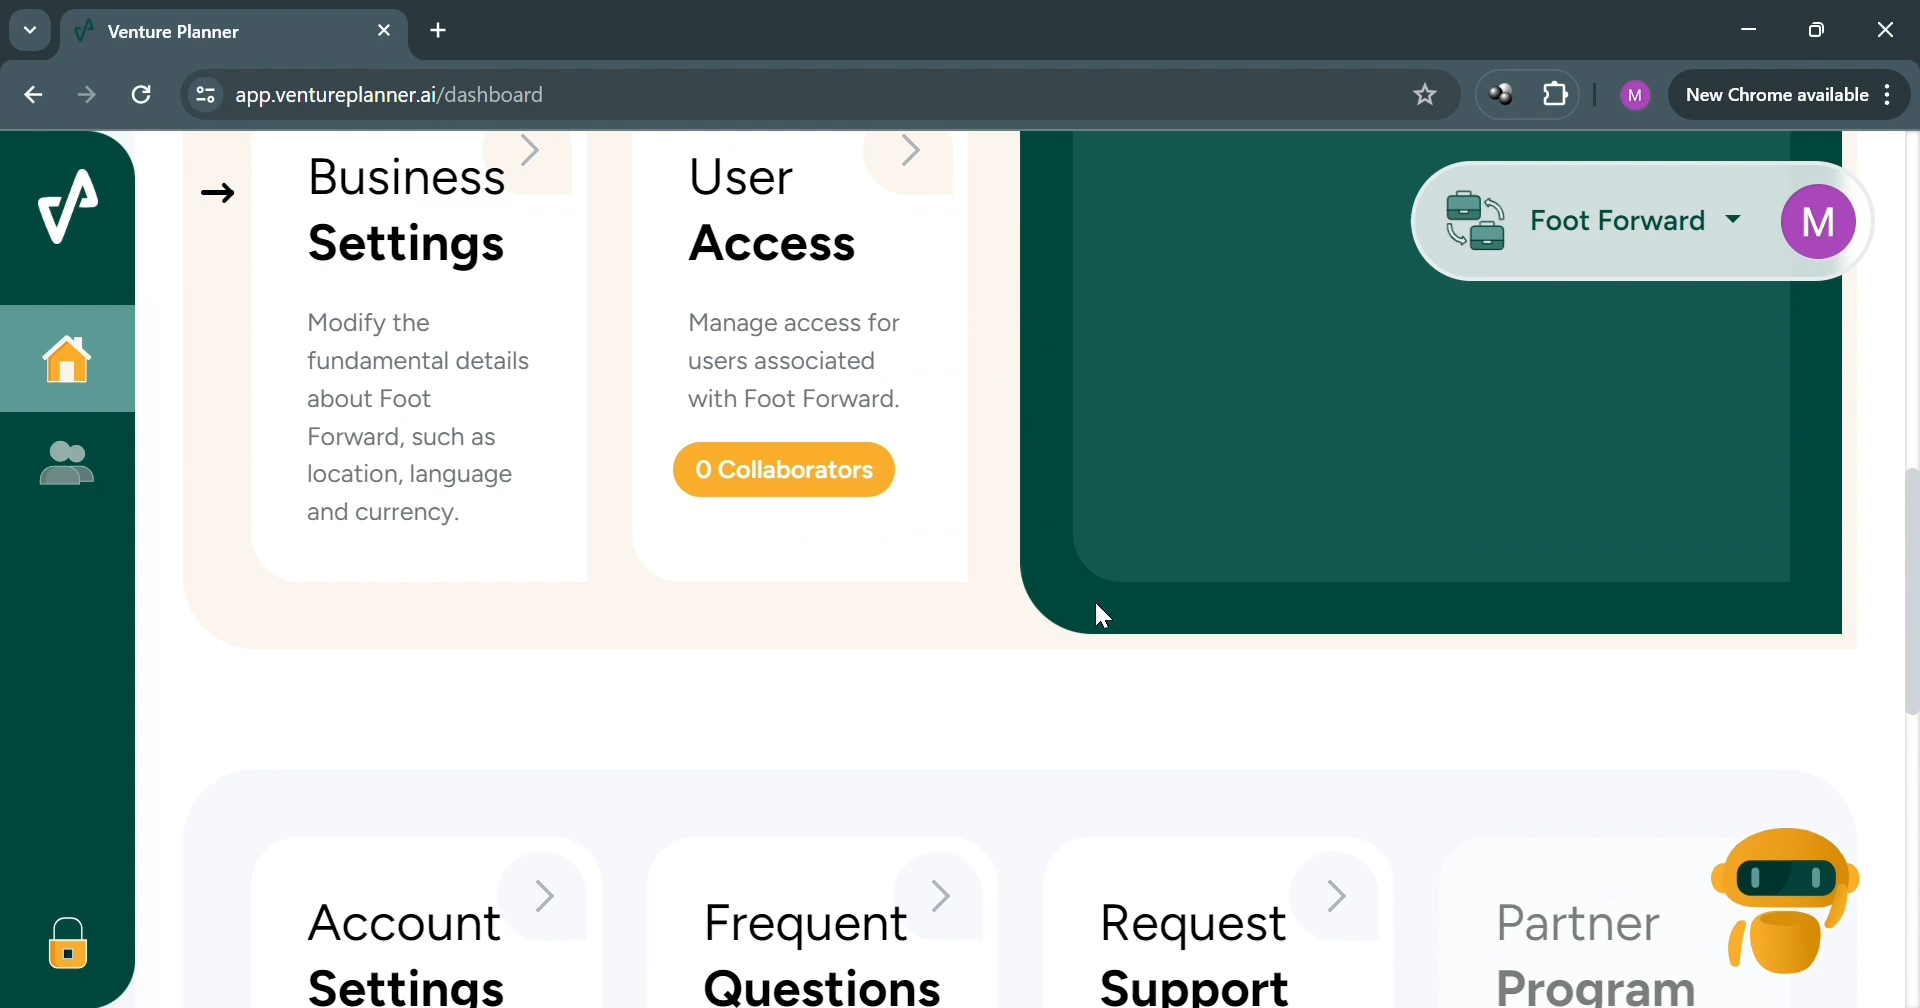 Venture Planner
app.ventureplanner.ai/dashboard
M
New Chrome available
Foot Forward
M
Business
Settings
Modify the
fundamental details
about Foot
Forward, such as
location, language
and currency.
User
Access
Manage access for
users associated
with Foot Forward.
0 Collaborators
Account
Settings
Frequent
Questions
Request
Support
Partner
Program